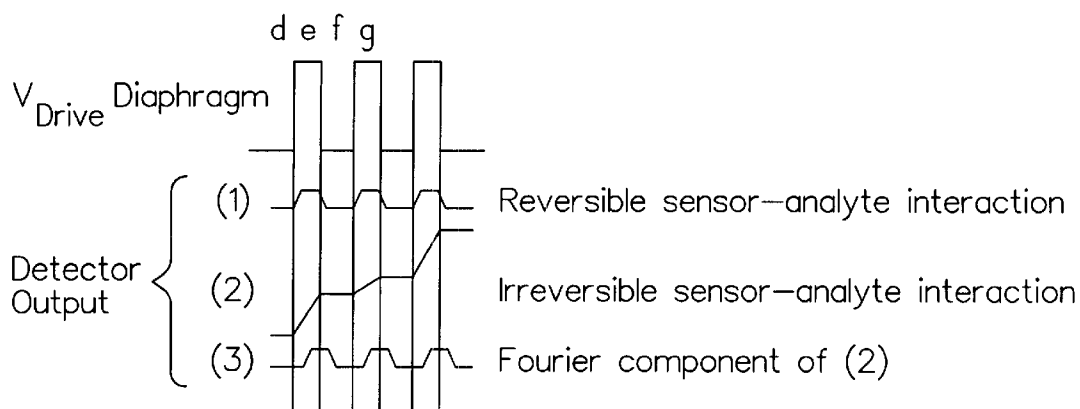 d e f g
V Drive Diaphragm
(1) Reversible sensor-analyte interaction
Detector
Output
(2) Irreversible sensor-analyte interaction
(3) Fourier component of (2)